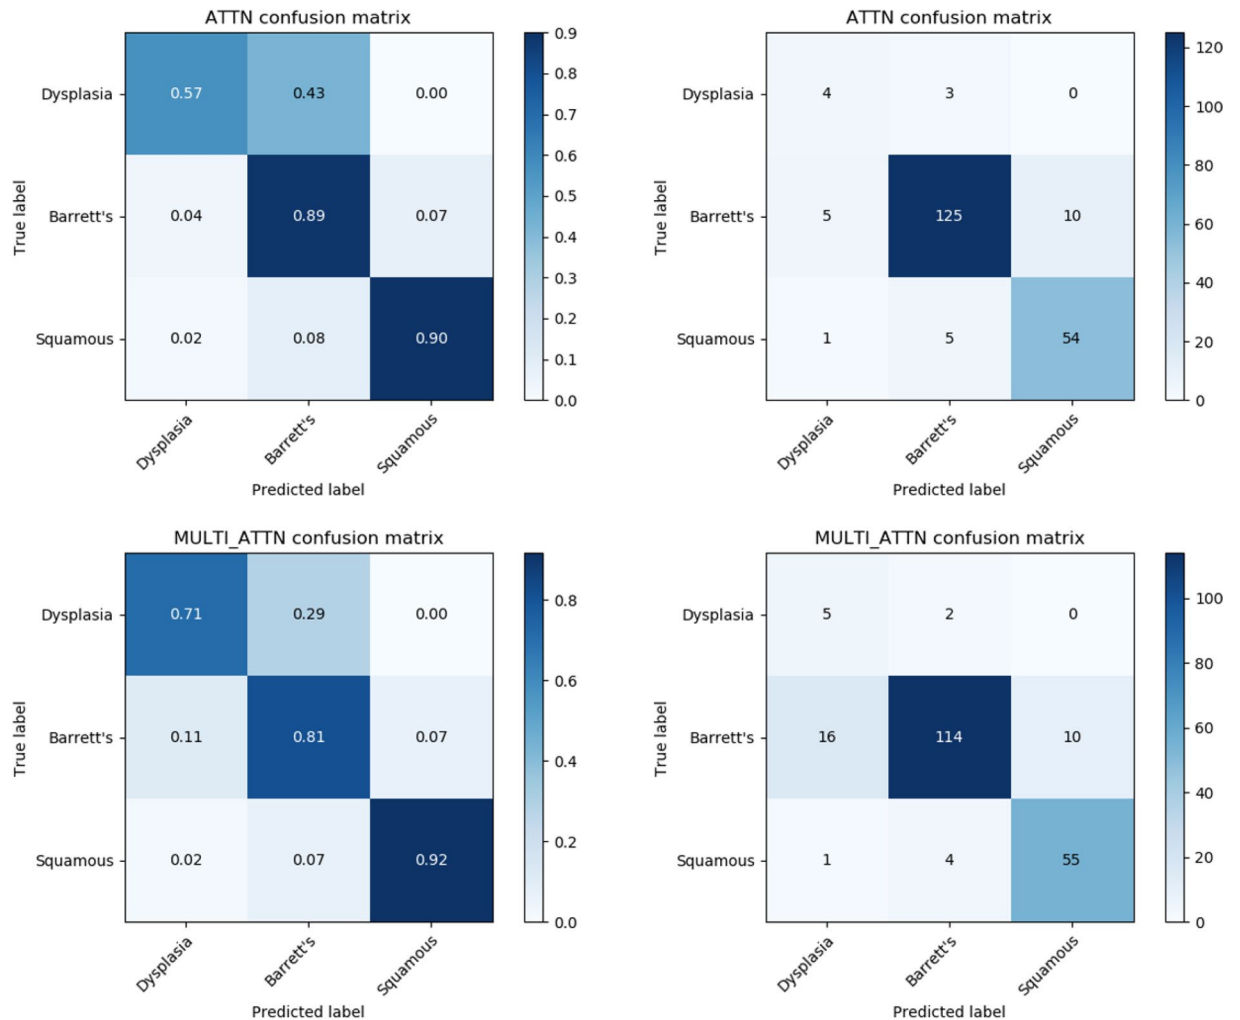 ATTN confusion matrix
Dysplasia
Barrett's
Squamous
True label
0.57 0.43 0.00
0.04 0.89 0.07
0.02 0.08 0.90
Dysplasia Barrett's Squamous
Predicted label
0.9
0.8
0.7
0.6
0.5
0.4
0.3
0.2
0.1
0.0
ATTN confusion matrix
Dysplasia
Barrett's
Squamous
True label
4 3 0
5 125 10
1 5 54
Dysplasia Barrett's Squamous
Predicted label
120
100
80
60
40
20
0
MULTI_ATTN confusion matrix
Dysplasia
Barrett's
Squamous
True label
0.71 0.29 0.00
0.11 0.81 0.07
0.02 0.07 0.92
Dysplasia Barrett's Squamous
Predicted label
0.8
0.6
0.4
0.2
0.0
MULTI_ATTN confusion matrix
Dysplasia
Barrett's
Squamous
True label
5 2 0
16 114 10
1 4 55
Dysplasia Barrett's Squamous
Predicted label
100
80
60
40
20
0